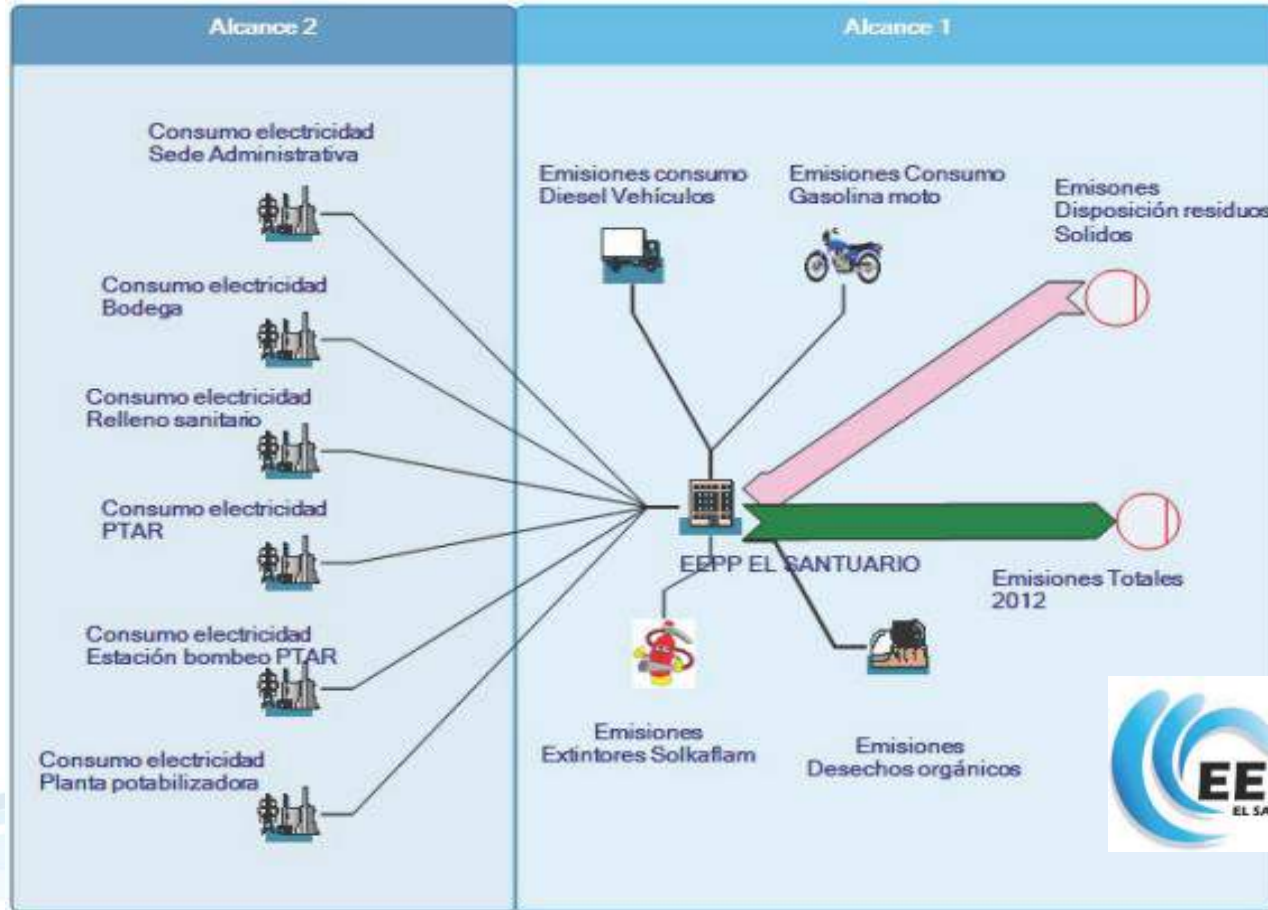 Alcance 2
Alcance 1
Consumo electricidad
Sede Administrativa
Consumo electricidad
Bodega
Consumo electricidad
Relleno sanitario
Consumo electricidad
PTAR
Consumo electricidad
Estación bombeo PTAR
Consumo electricidad
Planta potabilizadora
Emisiones consumo
Diesel Vehículos
Emisiones Consumo
Gasolina moto
Emisones
Disposición residuos
Solidos
EEPP EL SANTUARIO
Emisiones Totales
2012
Emisiones
Extintores Solkaflam
Emisiones
Desechos orgánicos
EE
EL SA